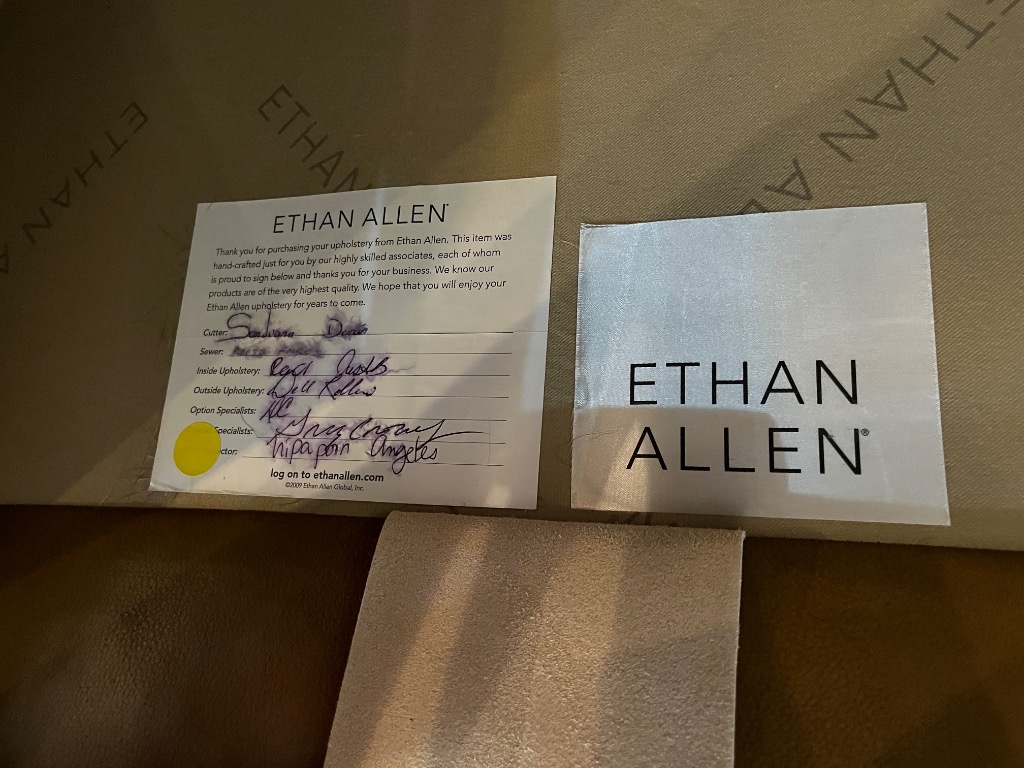 ETHAN A
ETHAN
ETHAN A
ETHAN ALLEN
Thank you for purchasing your upholstery from Ethan Allen. This item was
hand-crafted just for you by our highly skilled associates, each of whom
is proud to sign below and thanks you for your business. We know our
products are of the very highest quality. We hope that you will enjoy your
Ethan Allen upholstery for years to come.
Cutter:
Sewer:
Inside Upholstery:
Outside Upholstery: Dell
Option Specialists: NC
Specialists:
ector: Angeles
log on to ethanallen.com
©2009 Ethan Allen Global, Inc.
ETHAN
ALLEN®